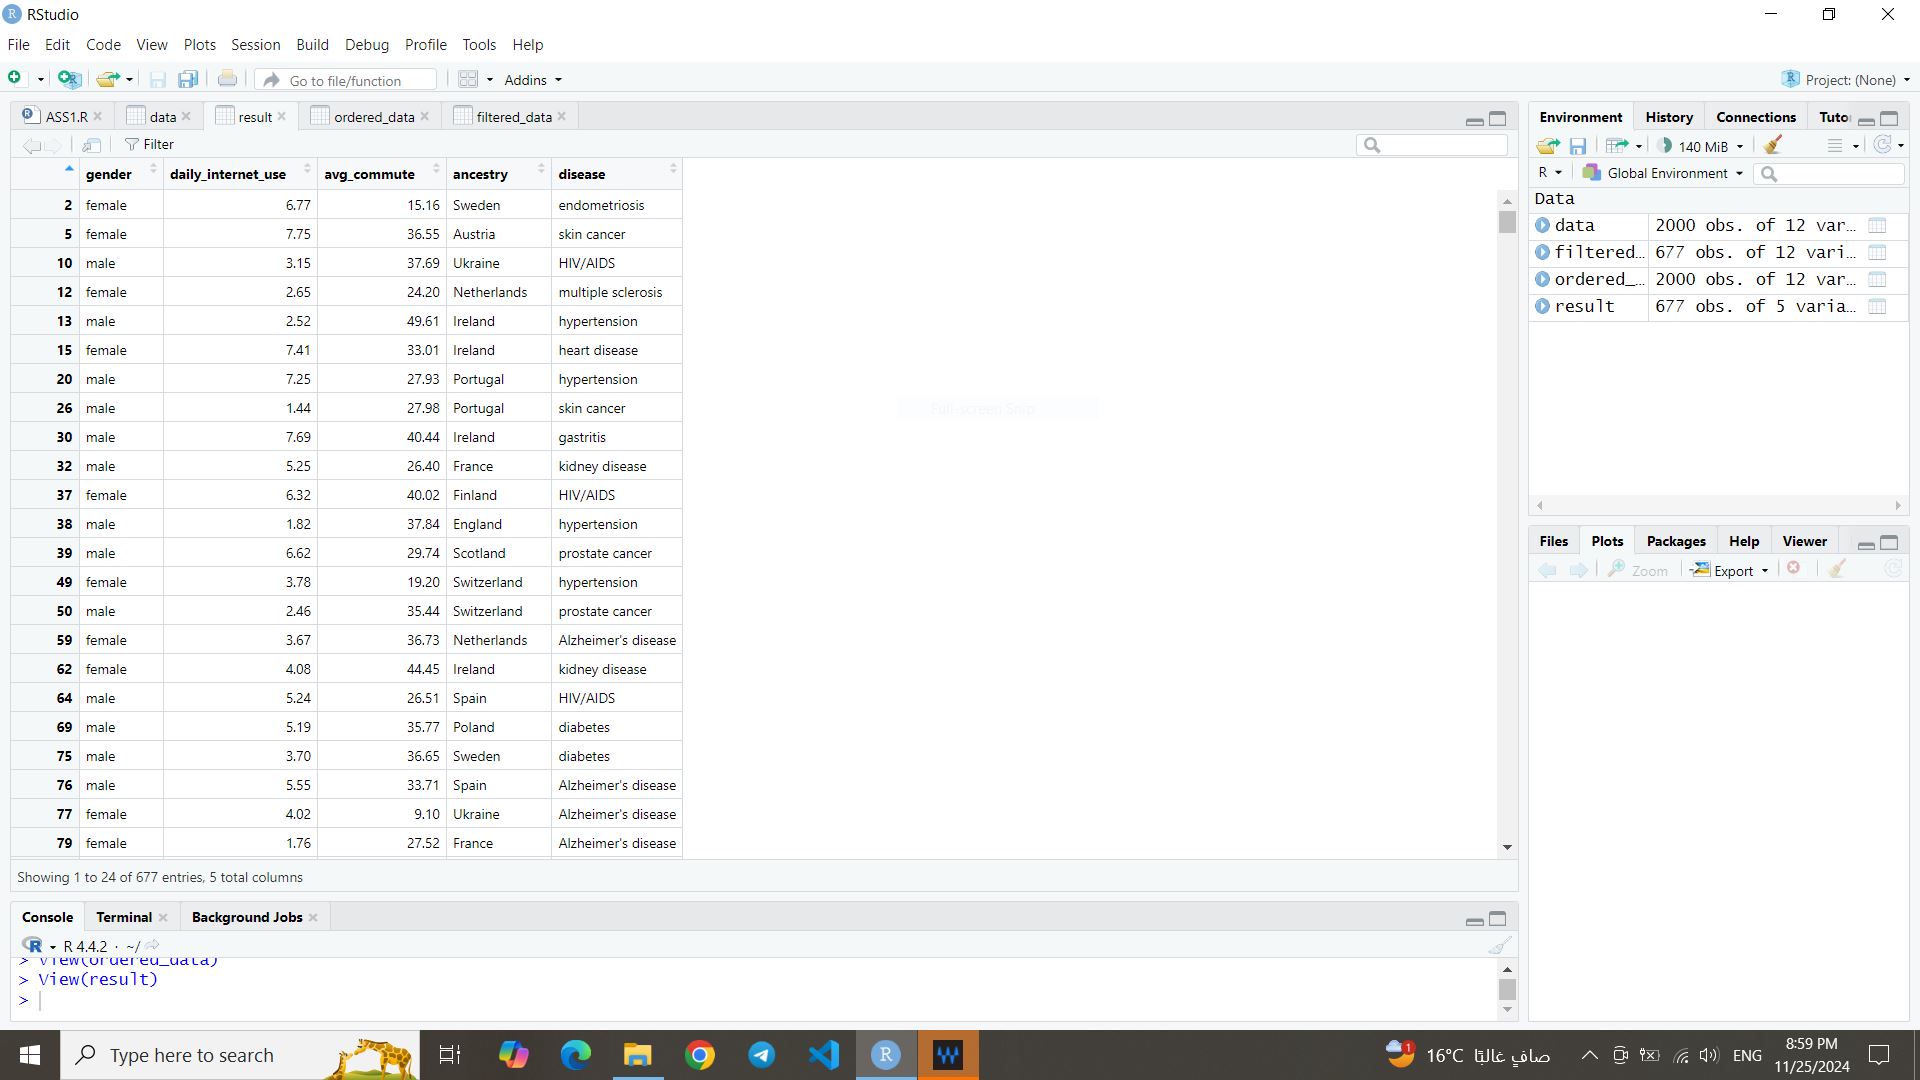 RStudio
File Edit Code View Plots Session Build Debug Profile Tools Help
Go to file/function Addins Project: (None)
ASS1.R data result ordered_data filtered_data
Filter
gender daily_internet_use avg_commute ancestry disease
2 female 6.77 15.16 Sweden endometriosis
5 female 7.75 36.55 Austria skin cancer
10 male 3.15 37.69 Ukraine HIV/AIDS
12 female 2.65 24.20 Netherlands multiple sclerosis
13 male 2.52 49.61 Ireland hypertension
15 female 7.41 33.01 Ireland heart disease
20 male 7.25 27.93 Portugal hypertension
26 male 1.44 27.98 Portugal skin cancer
30 male 7.69 40.44 Ireland gastritis
32 male 5.25 26.40 France kidney disease
37 female 6.32 40.02 Finland HIV/AIDS
38 male 1.82 37.84 England hypertension
39 male 6.62 29.74 Scotland prostate cancer
49 female 3.78 19.20 Switzerland hypertension
50 male 2.46 35.44 Switzerland prostate cancer
59 female 3.67 36.73 Netherlands Alzheimer's disease
62 female 4.08 44.45 Ireland kidney disease
64 male 5.24 26.51 Spain HIV/AIDS
69 male 5.19 35.77 Poland diabetes
75 male 3.70 36.65 Sweden diabetes
76 male 5.55 33.71 Spain Alzheimer's disease
77 female 4.02 9.10 Ukraine Alzheimer's disease
79 female 1.76 27.52 France Alzheimer's disease
Full-screen Snip
Showing 1 to 24 of 677 entries, 5 total columns
Console Terminal Background Jobs
R 4.4.2 · ~/
> View(ordered_data)
> View(result)
>
Environment History Connections Tuto
140 MiB
R Global Environment
Data
data 2000 obs. of 12 var…
filtered… 677 obs. of 12 vari…
ordered_… 2000 obs. of 12 var…
result 677 obs. of 5 varia…
Files Plots Packages Help Viewer
Zoom Export
Type here to search
1 16°C صافٍ غالبًا ENG
8:59 PM
11/25/2024